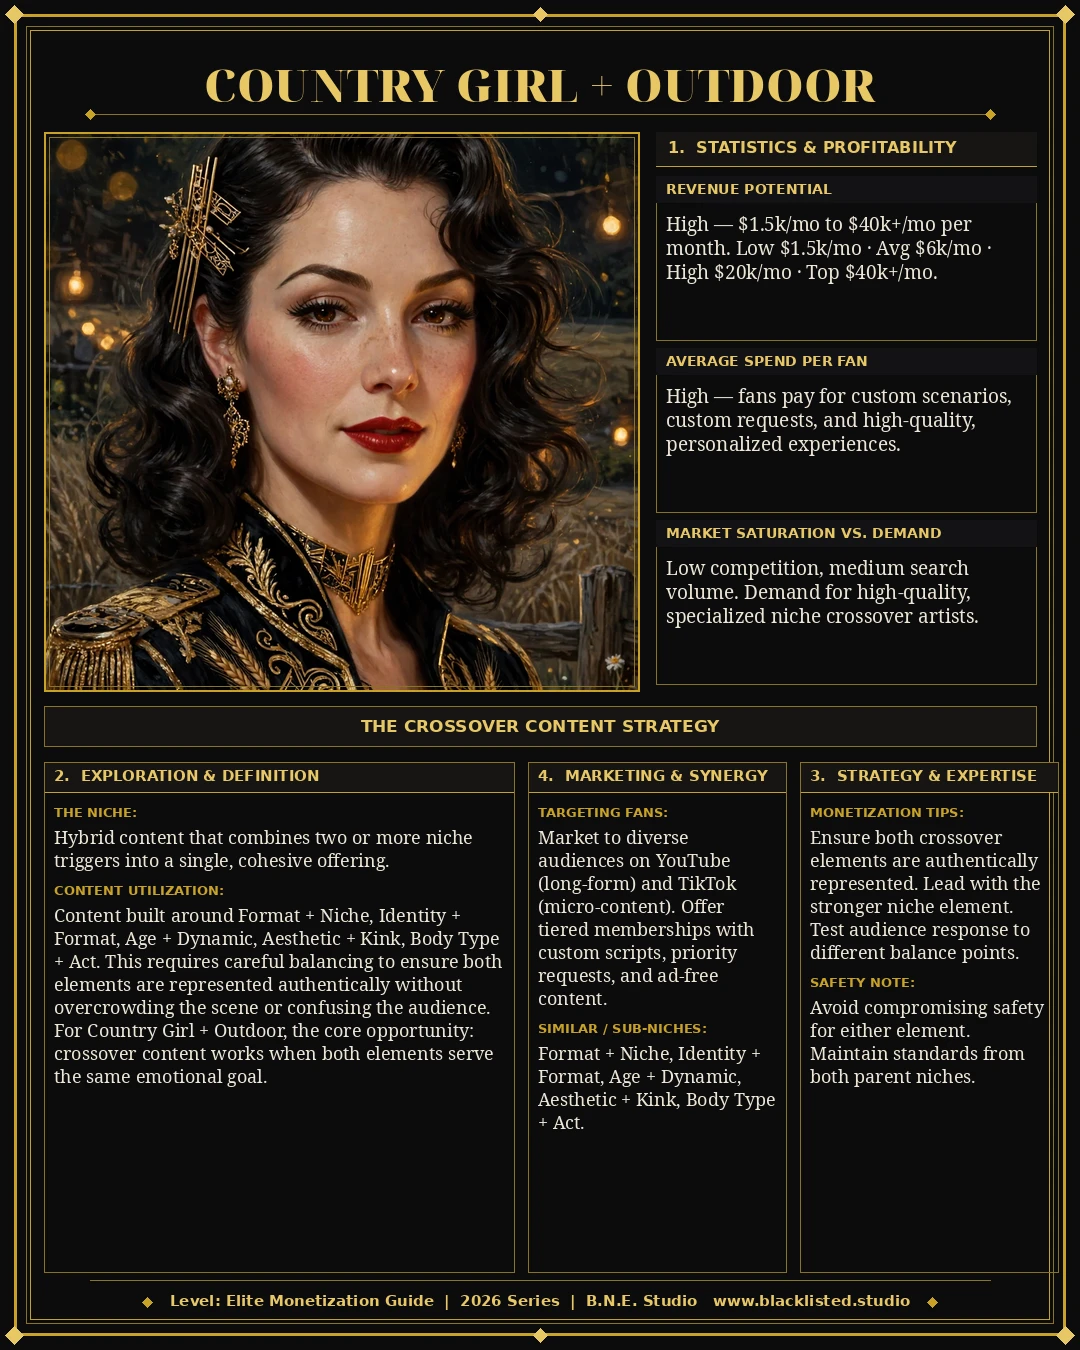 COUNTRY GIRL + OUTDOOR
1. STATISTICS & PROFITABILITY
REVENUE POTENTIAL
High — $1.5k/mo to $40k+/mo per
month. Low $1.5k/mo · Avg $6k/mo ·
High $20k/mo · Top $40k+/mo.
AVERAGE SPEND PER FAN
High — fans pay for custom scenarios,
custom requests, and high-quality,
personalized experiences.
MARKET SATURATION VS. DEMAND
Low competition, medium search
volume. Demand for high-quality,
specialized niche crossover artists.
THE CROSSOVER CONTENT STRATEGY
2. EXPLORATION & DEFINITION
THE NICHE:
Hybrid content that combines two or more niche
triggers into a single, cohesive offering.
CONTENT UTILIZATION:
Content built around Format + Niche, Identity +
Format, Age + Dynamic, Aesthetic + Kink, Body Type
+ Act. This requires careful balancing to ensure both
elements are represented authentically without
overcrowding the scene or confusing the audience.
For Country Girl + Outdoor, the core opportunity:
crossover content works when both elements serve
the same emotional goal.
4. MARKETING & SYNERGY
TARGETING FANS:
Market to diverse
audiences on YouTube
(long-form) and TikTok
(micro-content). Offer
tiered memberships with
custom scripts, priority
requests, and ad-free
content.
SIMILAR / SUB-NICHES:
Format + Niche, Identity +
Format, Age + Dynamic,
Aesthetic + Kink, Body Type
+ Act.
3. STRATEGY & EXPERTISE
MONETIZATION TIPS:
Ensure both crossover
elements are authentically
represented. Lead with the
stronger niche element.
Test audience response to
different balance points.
SAFETY NOTE:
Avoid compromising safety
for either element.
Maintain standards from
both parent niches.
Level: Elite Monetization Guide | 2026 Series | B.N.E. Studio www.blacklisted.studio